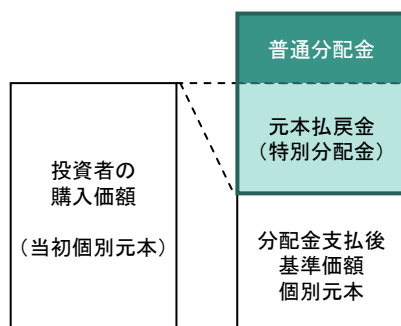 普通分配金
元本払戻金
（特別分配金）
投資者の
購入価額
（当初個別元本）
分配金支払後
基準価額
個別元本